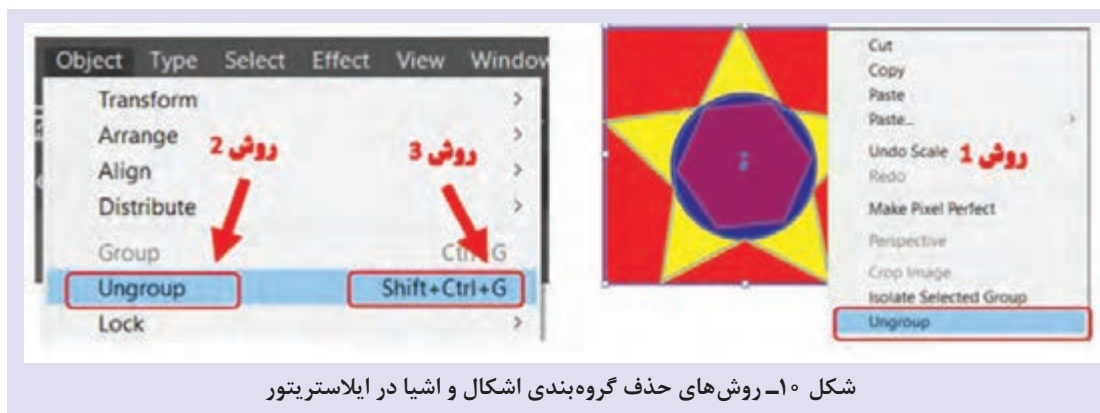 Object Type Select Effect View Window
Transform >
Arrange >
Align >
Distribute >
Group Ctrl+G
Ungroup Shift+Ctrl+G
Lock >
روش 2
روش 3
Cut
Copy
Paste
Paste... >
Undo Scale
Redo
Make Pixel Perfect
Perspective
Crop Image
Isolate Selected Group
Ungroup
روش 1
شکل ۱۰ـ روش‌های حذف گروه‌بندی اشکال و اشیا در ایلاستریتور